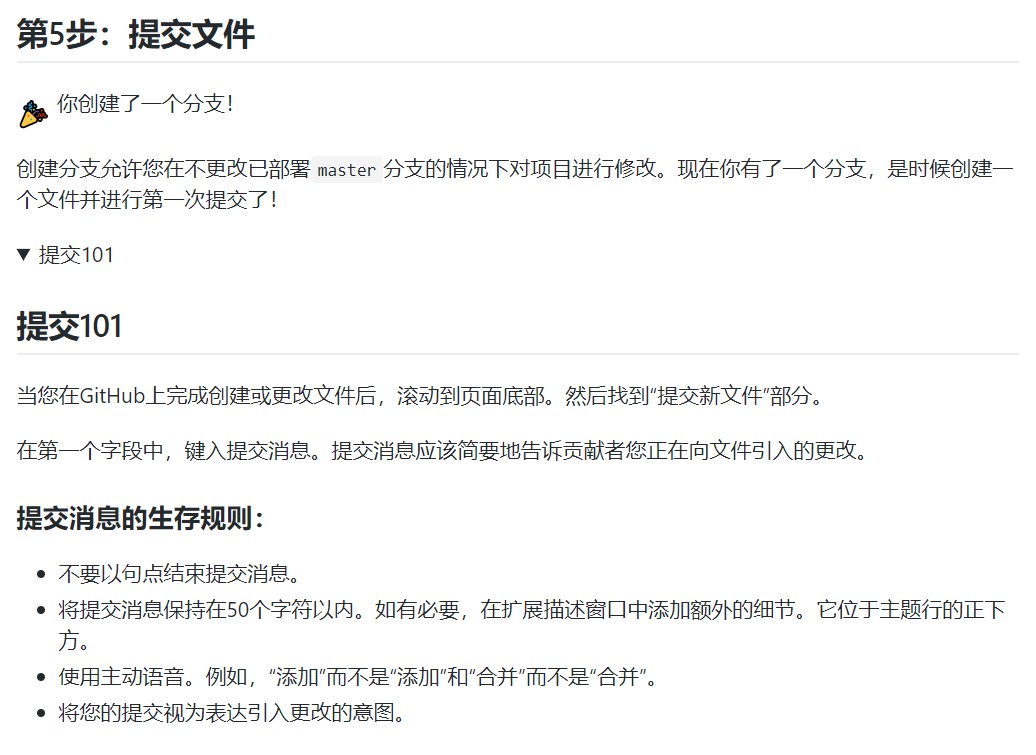 第5步：提交文件
你创建了一个分支！
创建分支允许您在不更改已部署 master 分支的情况下对项目进行修改。现在你有了一个分支，是时候创建一
个文件并进行第一次提交了！
▼ 提交101
提交101
当您在GitHub上完成创建或更改文件后，滚动到页面底部。然后找到“提交新文件”部分。
在第一个字段中，键入提交消息。提交消息应该简要地告诉贡献者您正在向文件引入的更改。
提交消息的生存规则：
• 不要以句点结束提交消息。
• 将提交消息保持在50个字符以内。如有必要，在扩展描述窗口中添加额外的细节。它位于主题行的正下
方。
• 使用主动语音。例如，“添加”而不是“添加”和“合并”而不是“合并“。
• 将您的提交视为表达引入更改的意图。